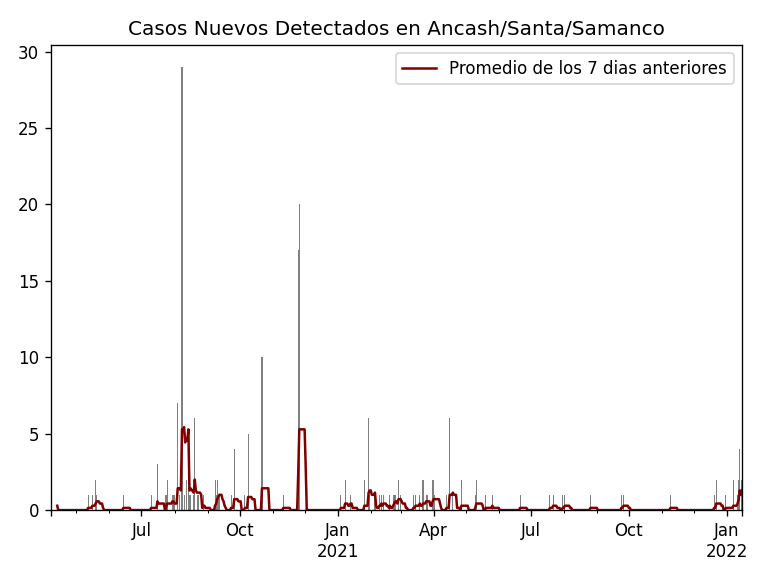 Casos Nuevos Detectados en Ancash/Santa/Samanco
Promedio de los 7 dias anteriores
30
25
20
15
10
5
0
Jul Oct Jan Apr Jul Oct Jan
2021 2022